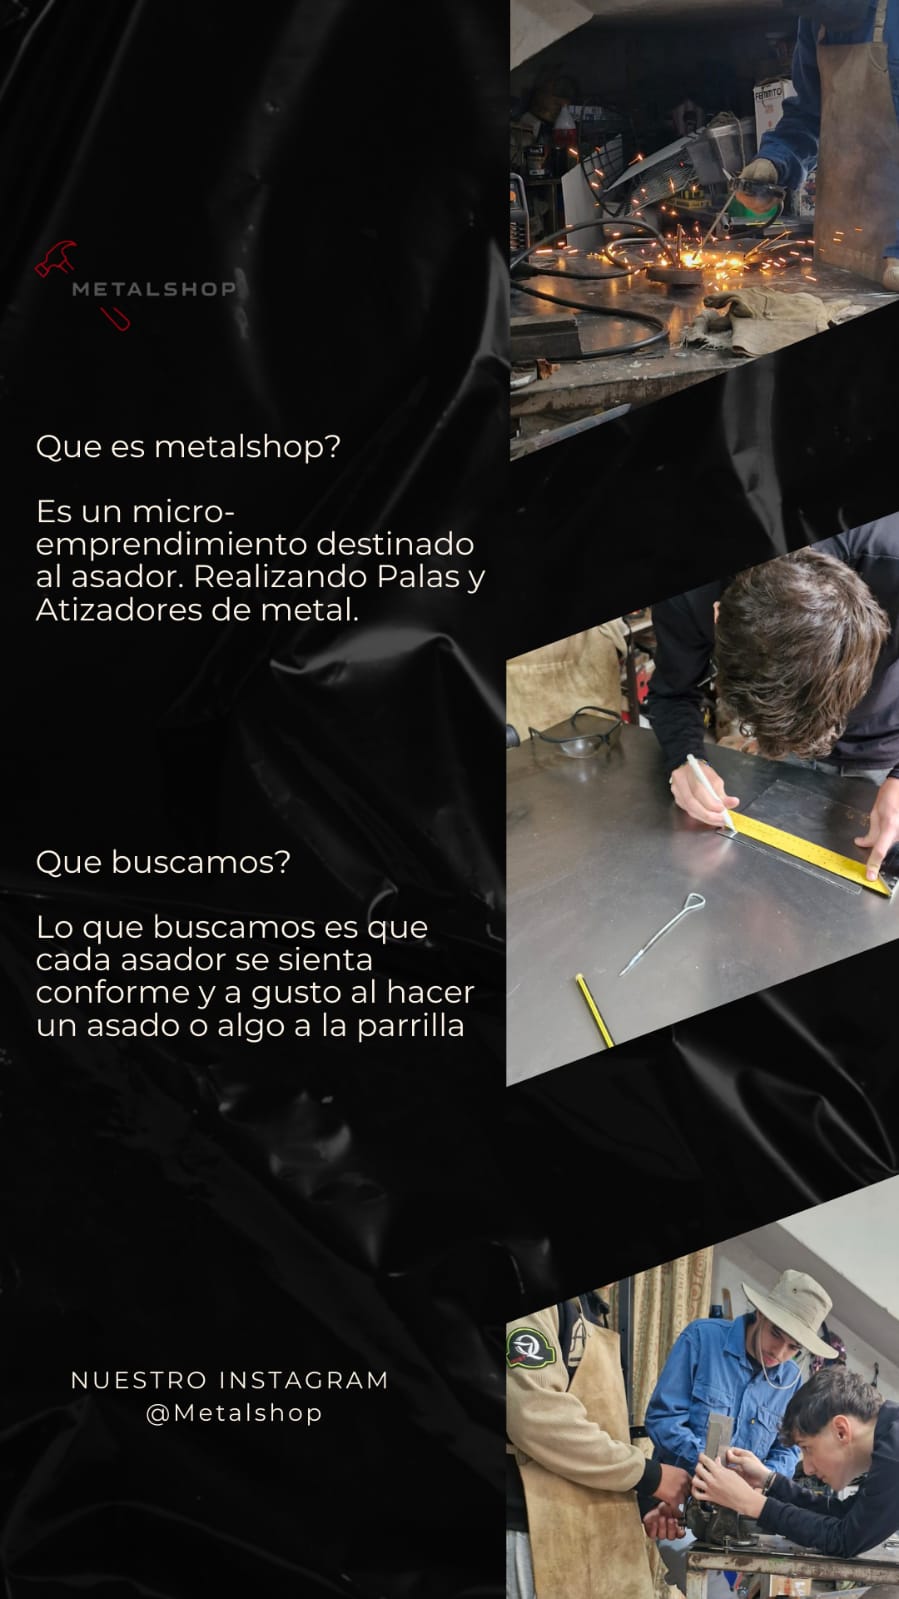 METALSHOP
Que es metalshop?
Es un micro-
emprendimiento destinado
al asador. Realizando Palas y
Atizadores de metal.
Que buscamos?
Lo que buscamos es que
cada asador se sienta
conforme y a gusto al hacer
un asado o algo a la parrilla
NUESTRO INSTAGRAM
@Metalshop